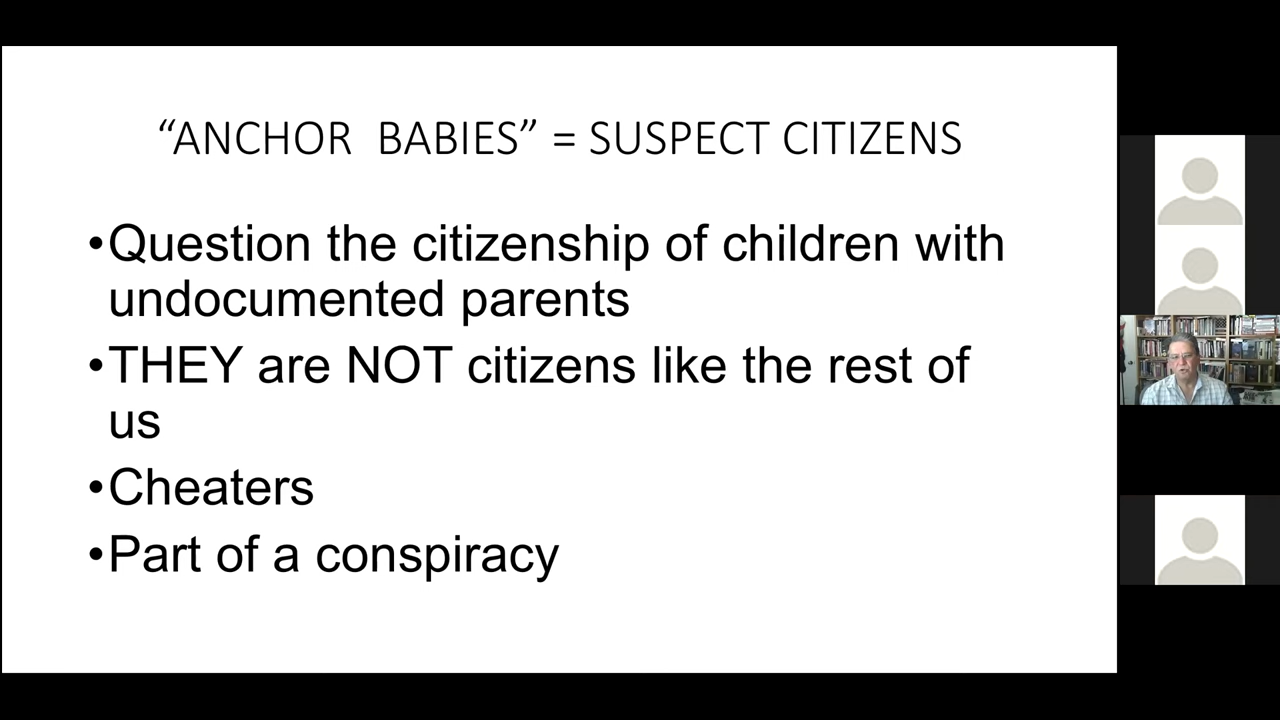 “ANCHOR BABIES” = SUSPECT CITIZENS
•Question the citizenship of children with
undocumented parents
•THEY are NOT citizens like the rest of
us
•Cheaters
•Part of a conspiracy